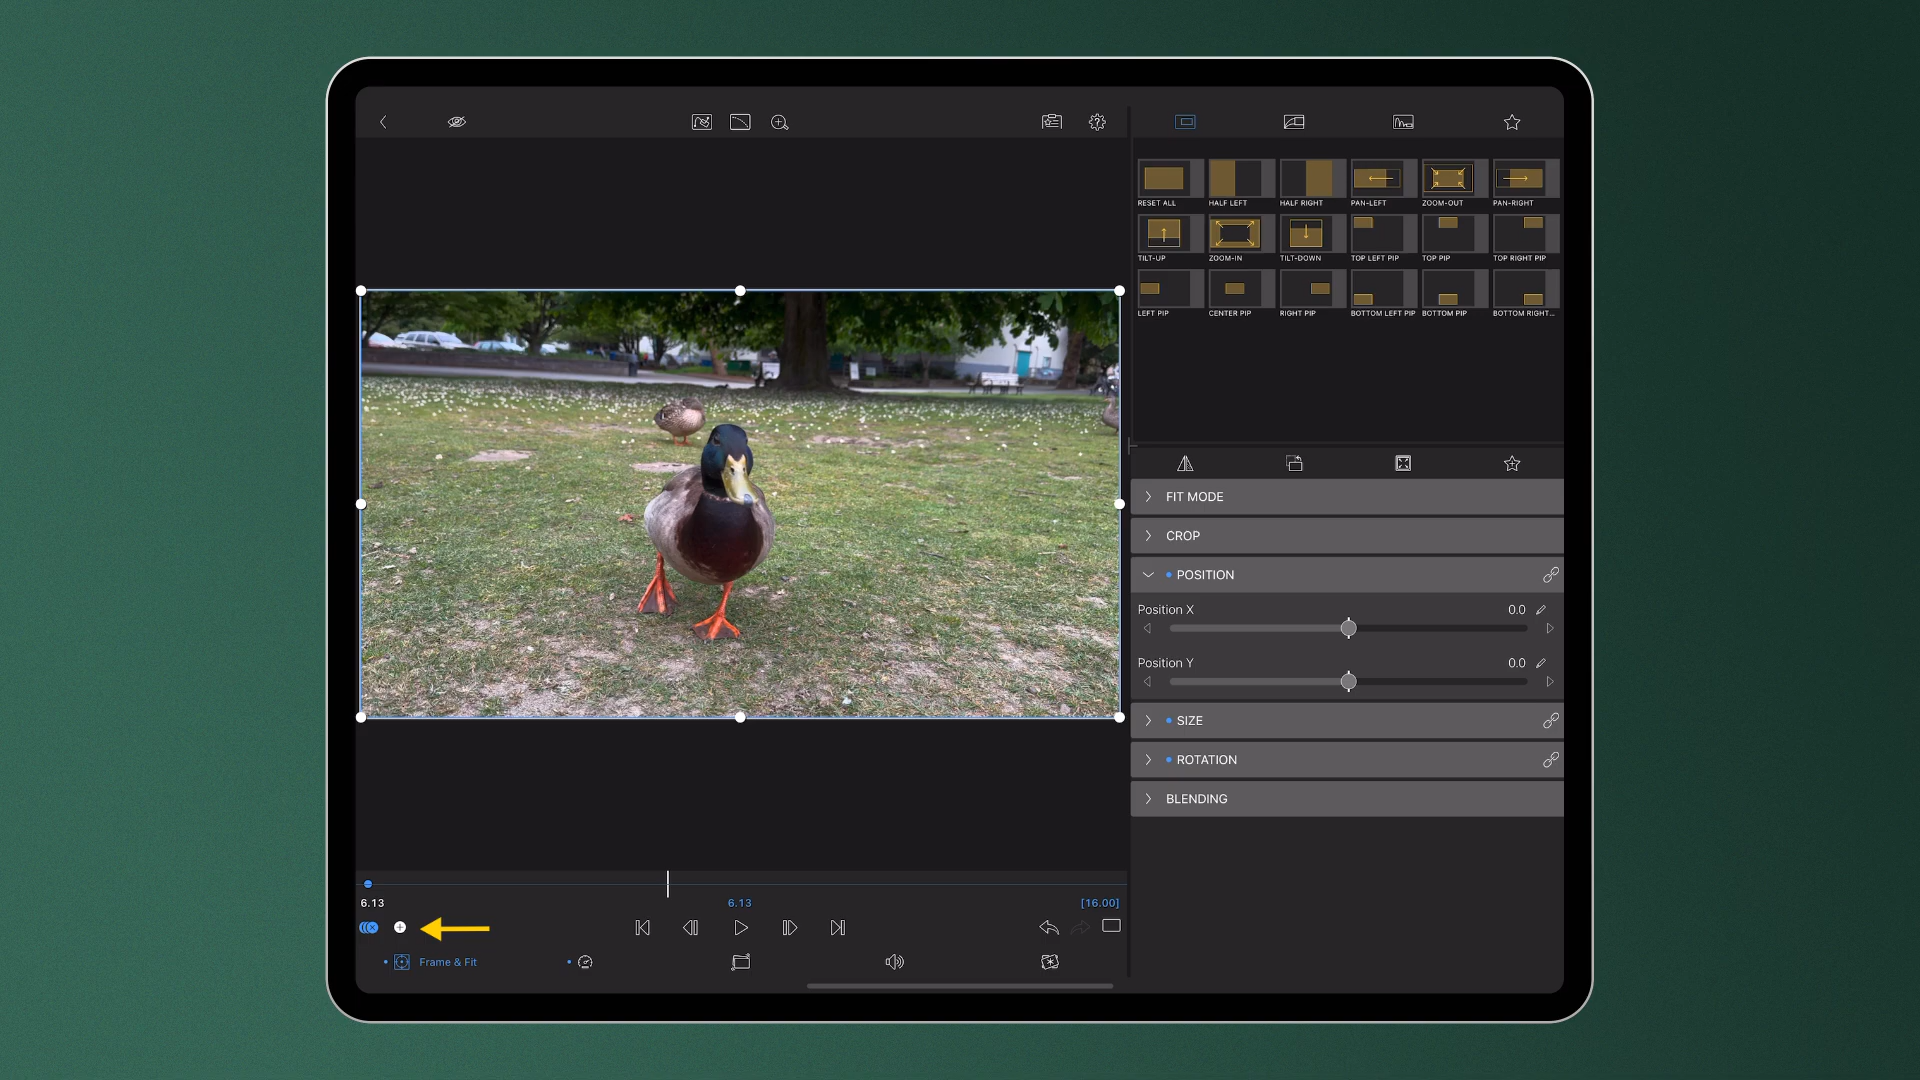 RESET ALL
HALF LEFT
HALF RIGHT
PAN-LEFT
ZOOM-OUT
PAN-RIGHT
TILT-UP
ZOOM-IN
TILT-DOWN
TOP LEFT PIP
TOP PIP
TOP RIGHT PIP
LEFT PIP
CENTER PIP
RIGHT PIP
BOTTOM LEFT PIP
BOTTOM PIP
BOTTOM RIGHT...
FIT MODE
CROP
POSITION
Position X 0.0
Position Y 0.0
SIZE
ROTATION
BLENDING
6.13 6.13 [16.00]
Frame & Fit